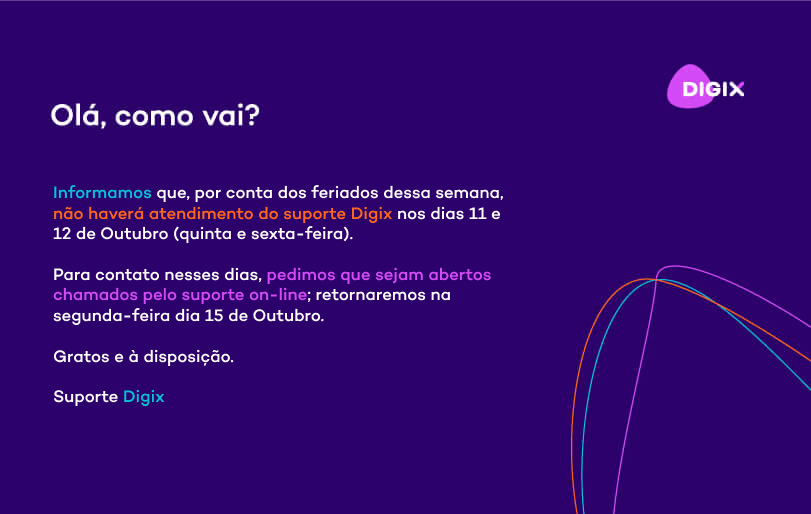 DIGIX
Olá, como vai?
Informamos que, por conta dos feriados dessa semana,
não haverá atendimento do suporte Digix nos dias 11 e
12 de Outubro (quinta e sexta-feira).
Para contato nesses dias, pedimos que sejam abertos
chamados pelo suporte on-line; retornaremos na
segunda-feira dia 15 de Outubro.
Gratos e à disposição.
Suporte Digix